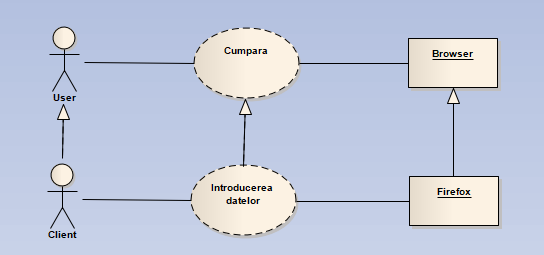 Cumpara
Browser
User
Introducerea
datelor
Firefox
Client